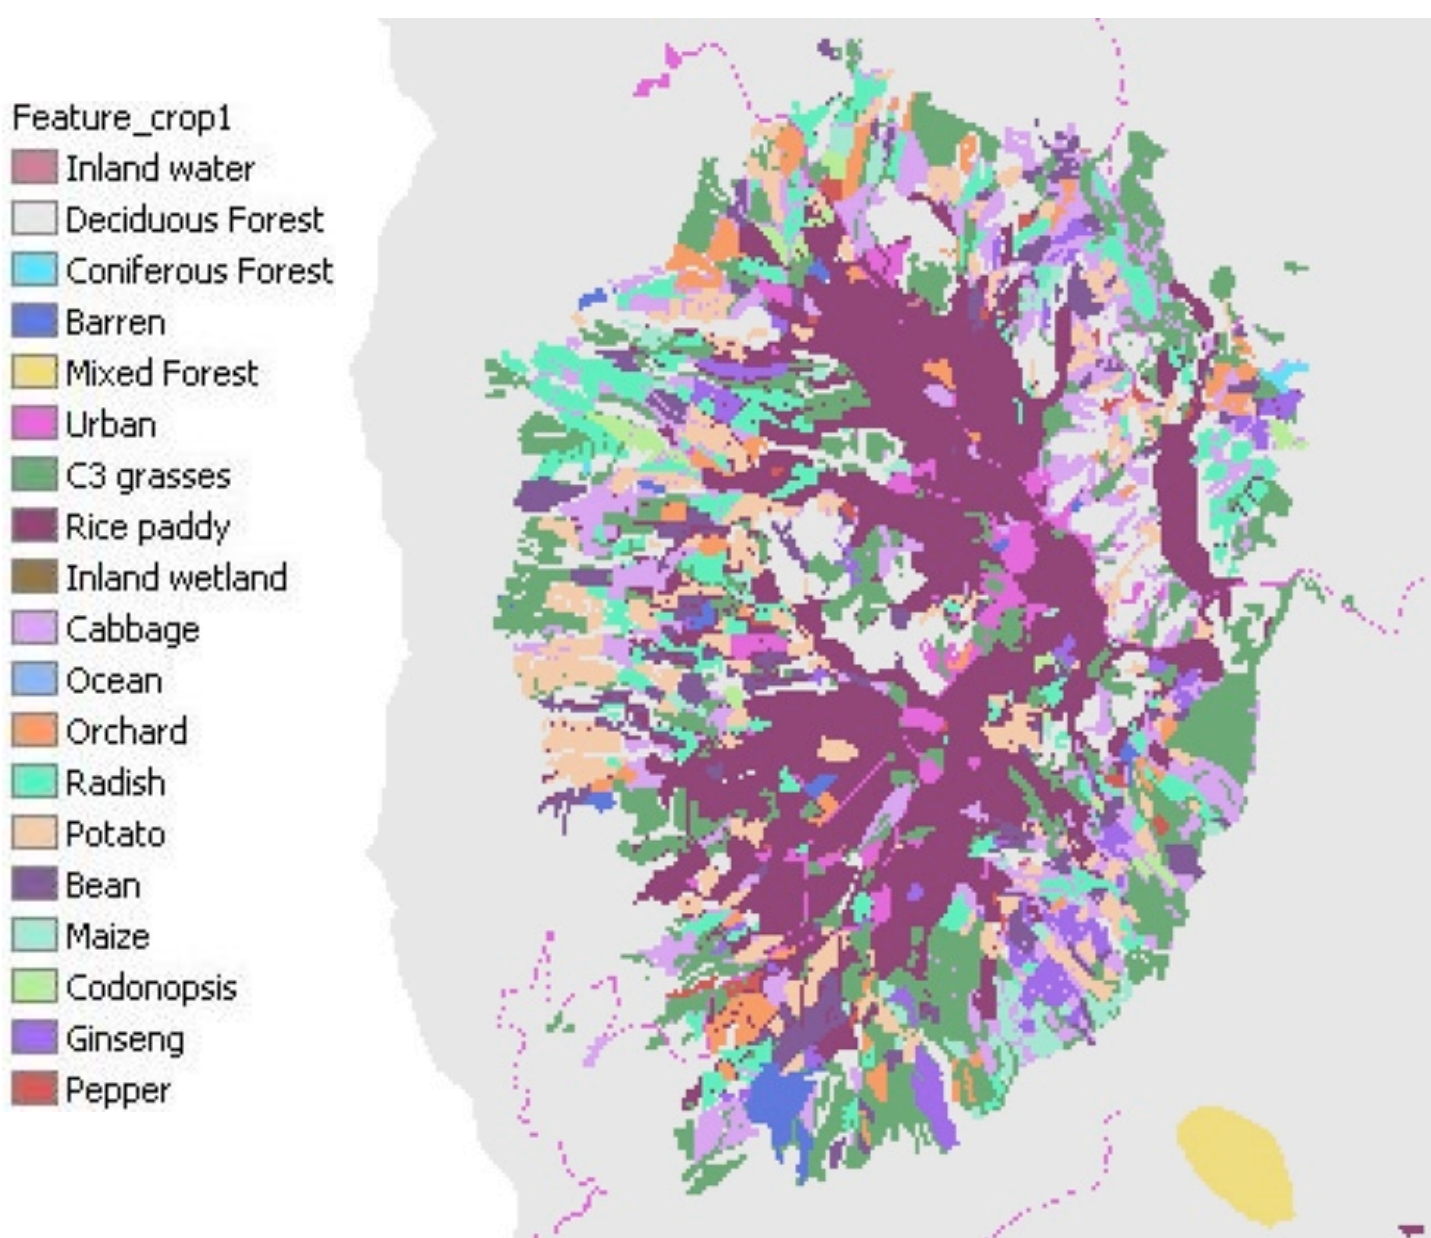 Feature_crop1
Inland water
Deciduous Forest
Coniferous Forest
Barren
Mixed Forest
Urban
C3 grasses
Rice paddy
Inland wetland
Cabbage
Ocean
Orchard
Radish
Potato
Bean
Maize
Codonopsis
Ginseng
Pepper